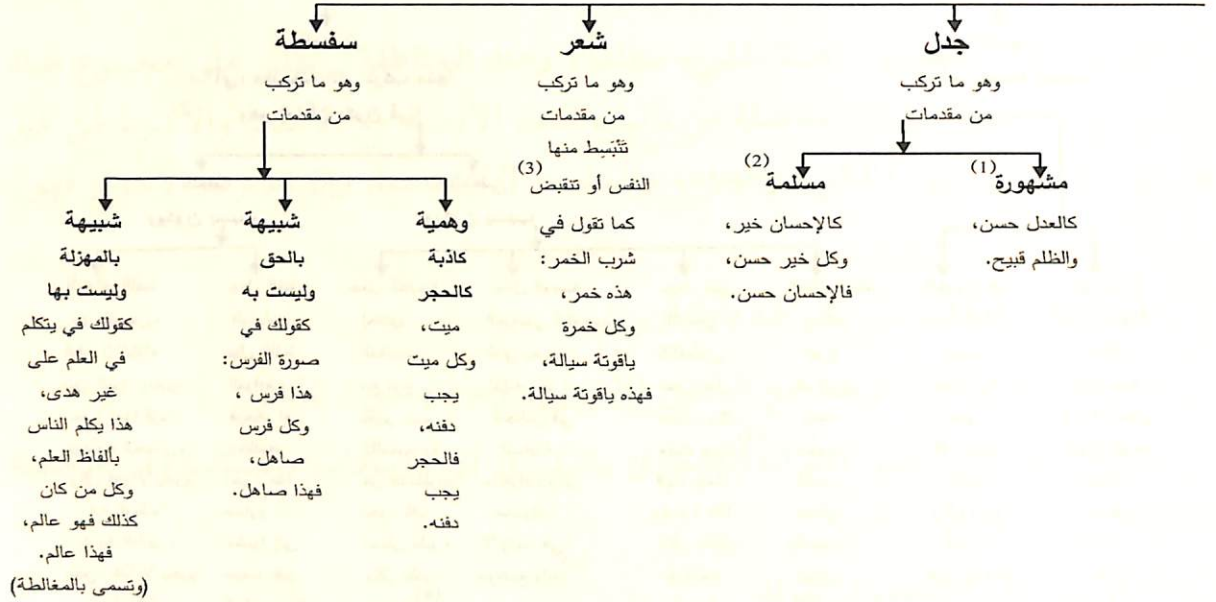 جدل
وهو ما تركب
من مقدمات
مشهورة (1)
كالعدل حسن،
والظلم قبيح.
مسلمة (2)
كالإحسان خير،
وكل خير حسن،
فالإحسان حسن.
شعر
وهو ما تركب
من مقدمات
تَنْبَسِط منها
النفس أو تنقبض (3)
كما تقول في
شرب الخمر:
هذه خمر،
وكل خمرة
ياقوتة سيالة،
فهذه ياقوتة سيالة.
سفسطة
وهو ما تركب
من مقدمات
وهمية
كاذبة
كالحجر
ميت،
وكل ميت
يجب
دفنه،
فالحجر
يجب
دفنه.
شبيهة
بالحق
وليست به
كقولك في
صورة الفرس:
هذا فرس ،
وكل فرس
صاهل،
فهذا صاهل.
شبيهة
بالمهزلة
وليست بها
كقولك في يتكلم
في العلم على
غير هدى،
هذا يكلم الناس
بألفاظ العلم،
وكل من كان
كذلك فهو عالم،
فهذا عالم.
(وتسمى بالمغالطة)